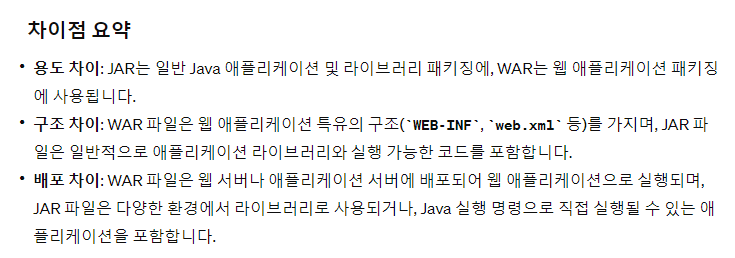 차이점 요약
• 용도 차이: JAR는 일반 Java 애플리케이션 및 라이브러리 패키징에, WAR는 웹 애플리케이션 패키징
에 사용됩니다.
• 구조 차이: WAR 파일은 웹 애플리케이션 특유의 구조(`WEB-INF`, `web.xml` 등)를 가지며, JAR 파
일은 일반적으로 애플리케이션 라이브러리와 실행 가능한 코드를 포함합니다.
• 배포 차이: WAR 파일은 웹 서버나 애플리케이션 서버에 배포되어 웹 애플리케이션으로 실행되며,
JAR 파일은 다양한 환경에서 라이브러리로 사용되거나, Java 실행 명령으로 직접 실행될 수 있는 애
플리케이션을 포함합니다.